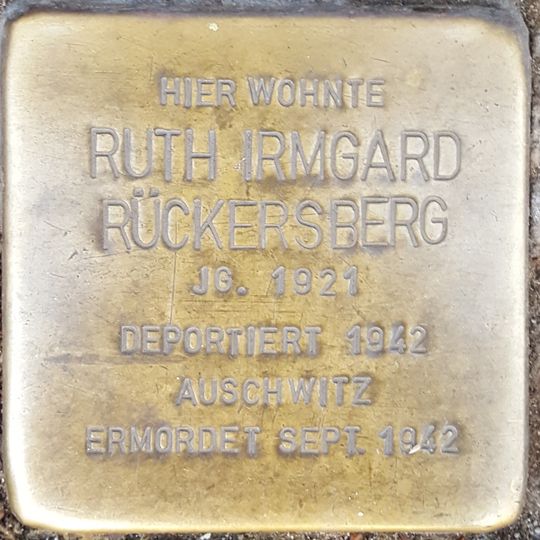 HIER WOHNTE
RUTH IRMGARD
RÜCKERSBERG
JG. 1921
DEPORTIERT 1942
AUSCHWITZ
ERMORDET SEPT. 1942